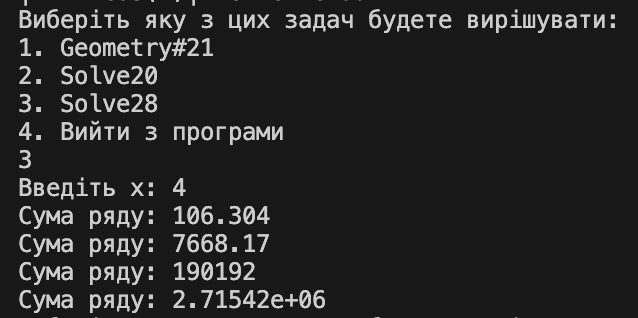 Виберіть яку з цих задач будете вирішувати:
1. Geometry#21
2. Solve20
3. Solve28
4. Вийти з програми
3
Введіть x: 4
Сума ряду: 106.304
Сума ряду: 7668.17
Сума ряду: 190192
Сума ряду: 2.71542e+06